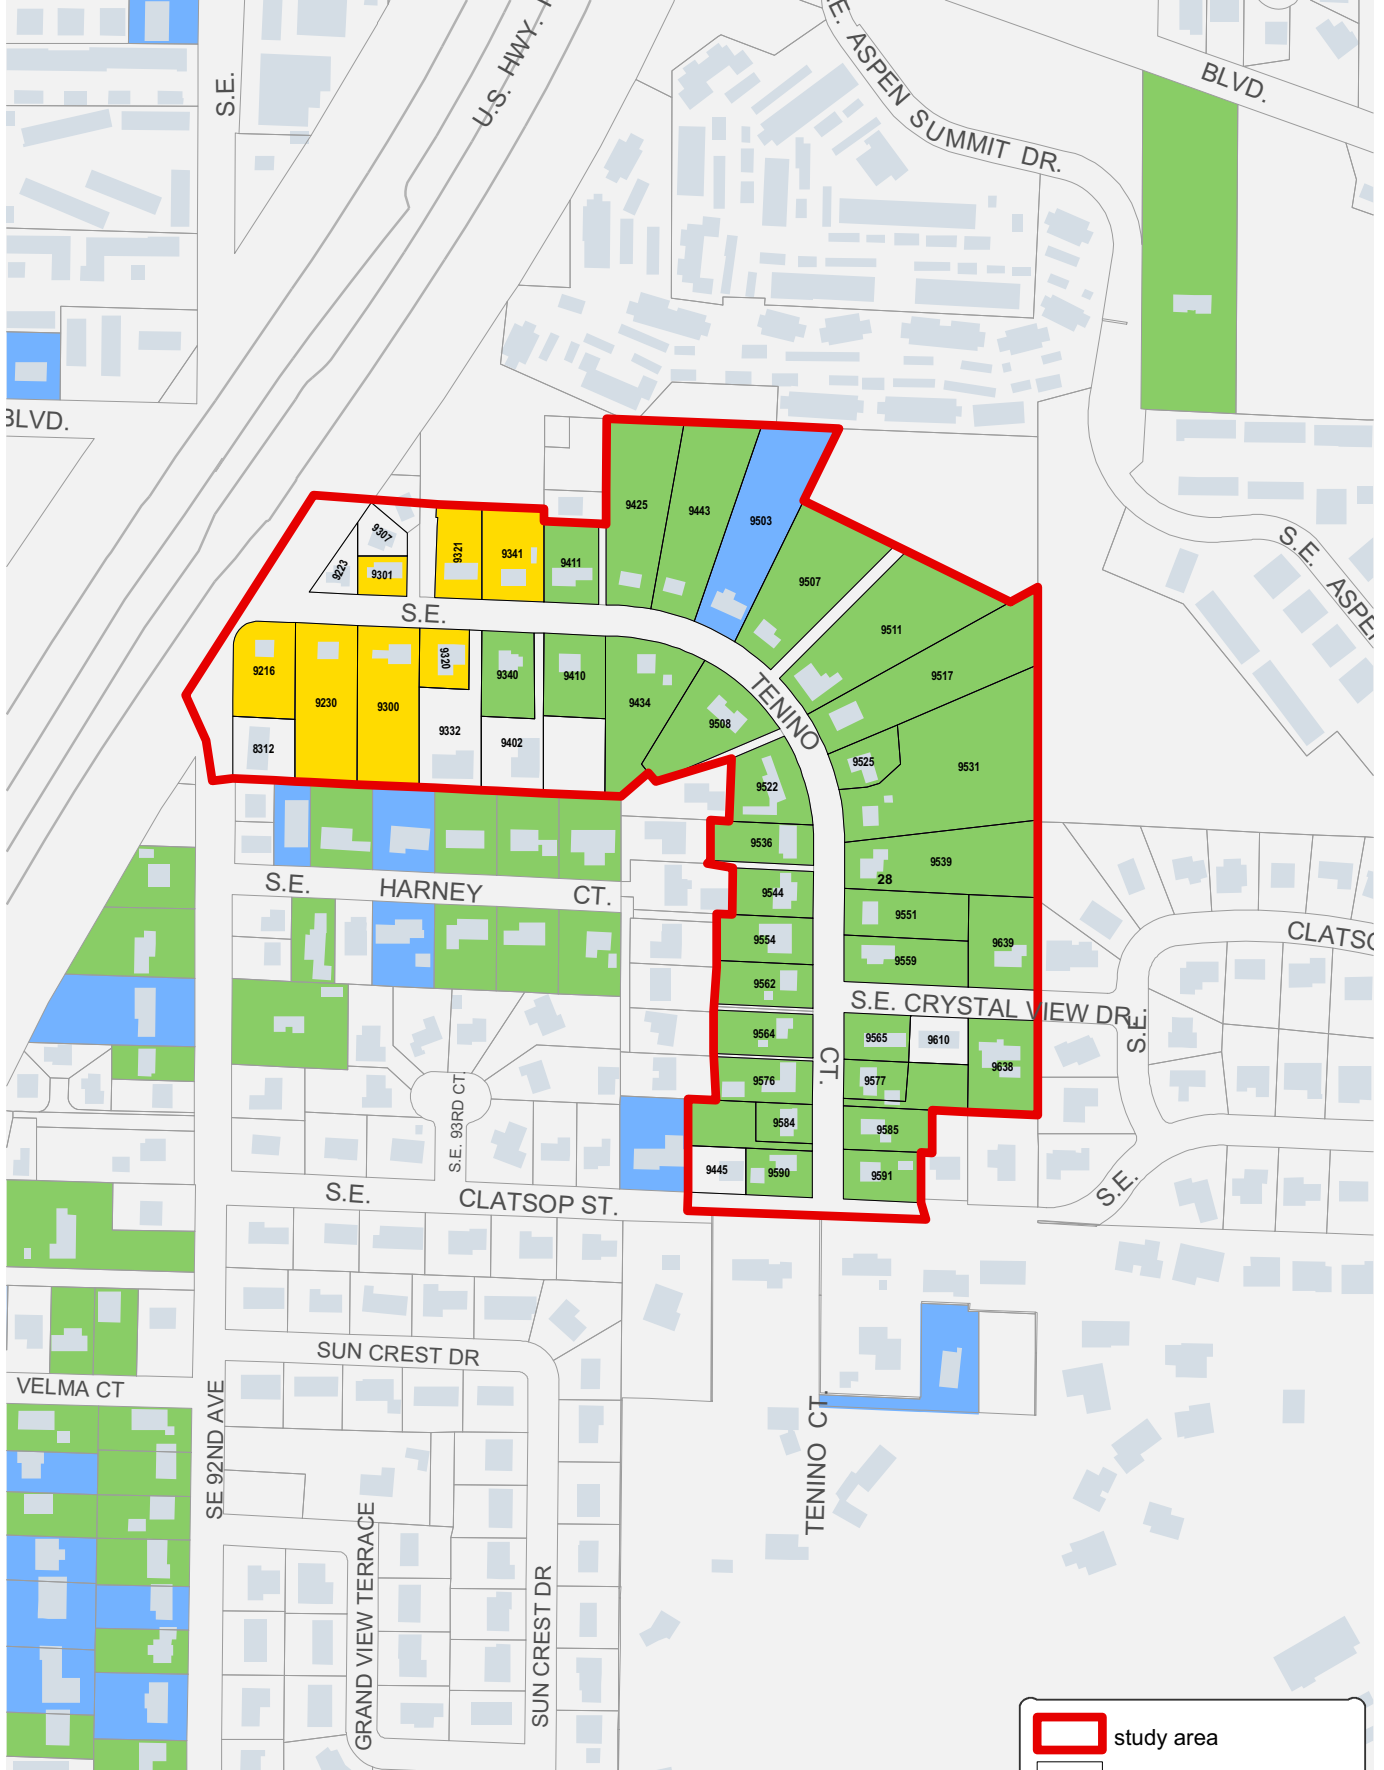 S.E.
U.S. HWY.
S.E. ASPEN SUMMIT DR.
BLVD.
BLVD.
S.E. ASPEN
9425
9443
9503
9307
9223
9301
9321
9341
9411
9507
S.E.
9511
9216
9230
9300
9320
9340
9410
9434
9517
TENINO
9508
8312
9332
9402
9525
9531
9522
9536
9539
28
S.E. HARNEY CT.
9544
9551
9554
9639
9559
9562
CLATSO
S.E. CRYSTAL VIEW DR.
S.E.
9564
9565
9610
CT.
9638
9576
9577
S.E. 93RD CT.
9584
9585
9445
9590
9591
S.E.
S.E. CLATSOP ST.
SUN CREST DR
VELMA CT
SE 92ND AVE
TENINO CT.
GRAND VIEW TERRACE
SUN CREST DR
study area